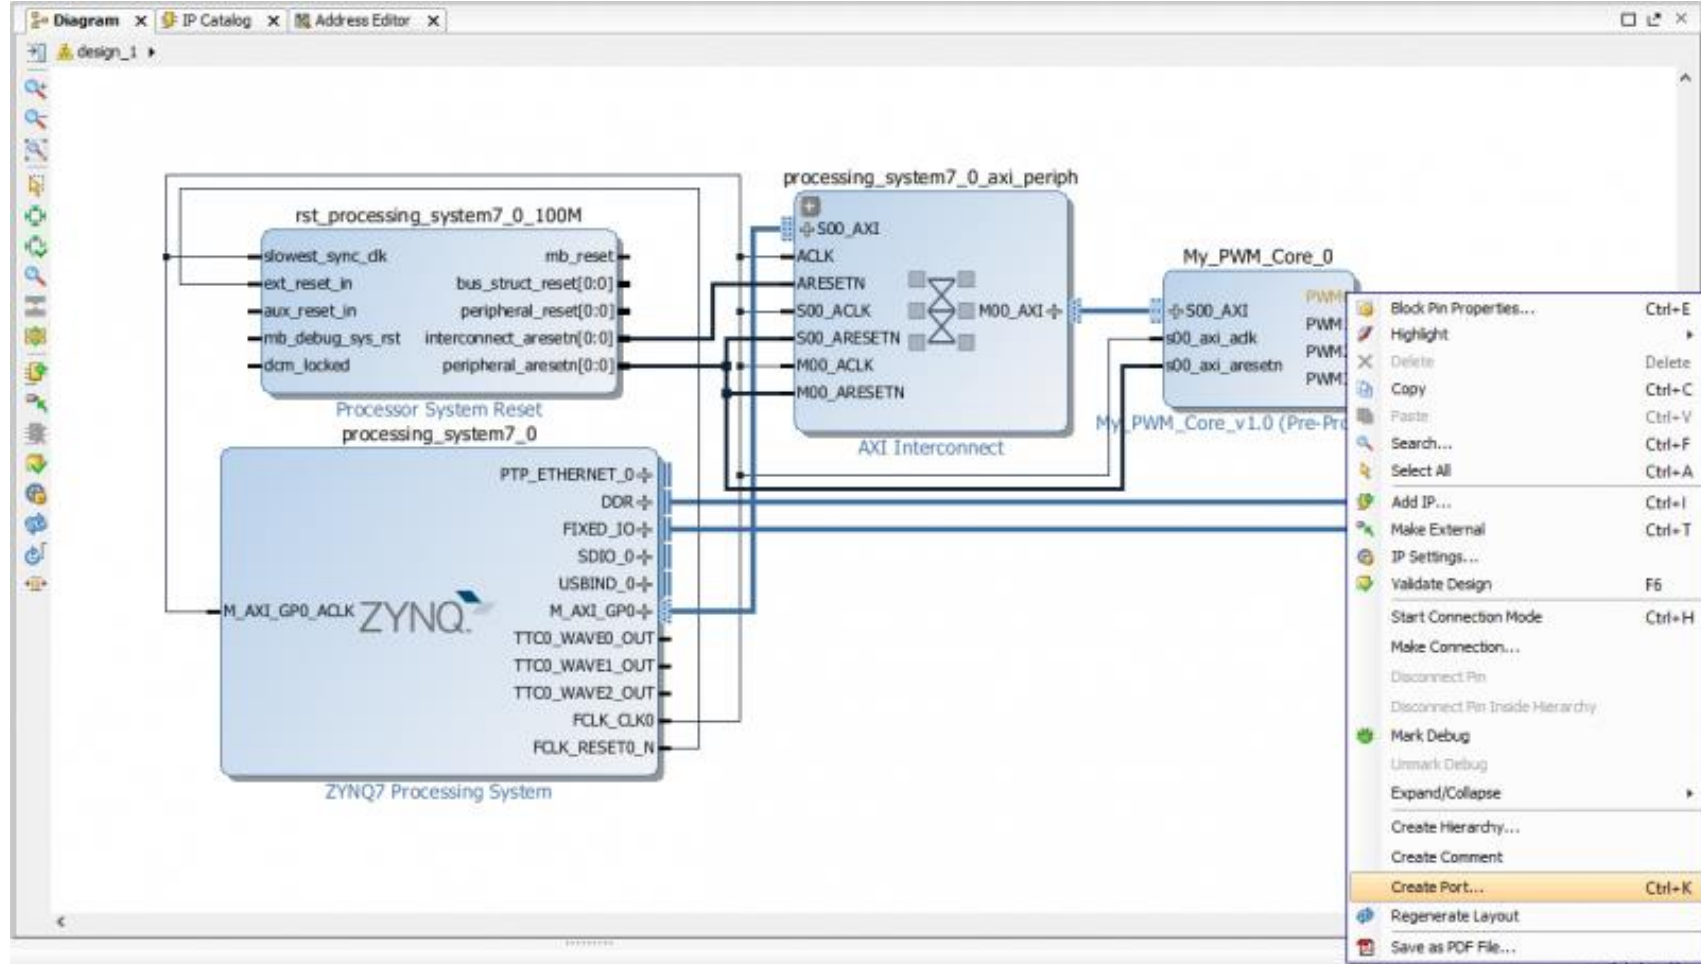 Diagram
IP Catalog
Address Editor
design_1
processing_system7_0_axi_periph
rst_processing_system7_0_100M
S00_AXI
My_PWM_Core_0
slowest_sync_clk
mb_reset
ACLK
ext_reset_in
bus_struct_reset[0:0]
ARESETN
aux_reset_in
peripheral_reset[0:0]
S00_ACLK
M00_AXI
S00_AXI
mb_debug_sys_rst
interconnect_aresetn[0:0]
S00_ARESETN
s00_axi_aclk
dcm_locked
peripheral_aresetn[0:0]
M00_ACLK
s00_axi_aresetn
M00_ARESETN
Processor System Reset
My_PWM_Core_v1.0 (Pre-Pro
processing_system7_0
AXI Interconnect
PTP_ETHERNET_0
DDR
FIXED_IO
SDIO_0
USBIND_0
M_AXI_GP0_ACLK
ZYNQ
M_AXI_GP0
TTC0_WAVE0_OUT
TTC0_WAVE1_OUT
TTC0_WAVE2_OUT
FCLK_CLK0
FCLK_RESET0_N
ZYNQ7 Processing System
Block Pin Properties... Ctrl+E
Highlight
Delete Delete
Copy Ctrl+C
Paste Ctrl+V
Search... Ctrl+F
Select All Ctrl+A
Add IP... Ctrl+I
Make External Ctrl+T
IP Settings...
Validate Design F6
Start Connection Mode Ctrl+H
Make Connection...
Disconnect Pin
Disconnect Pin Inside Hierarchy
Mark Debug
Unmark Debug
Expand/Collapse
Create Hierarchy...
Create Comment
Create Port... Ctrl+K
Regenerate Layout
Save as PDF File...